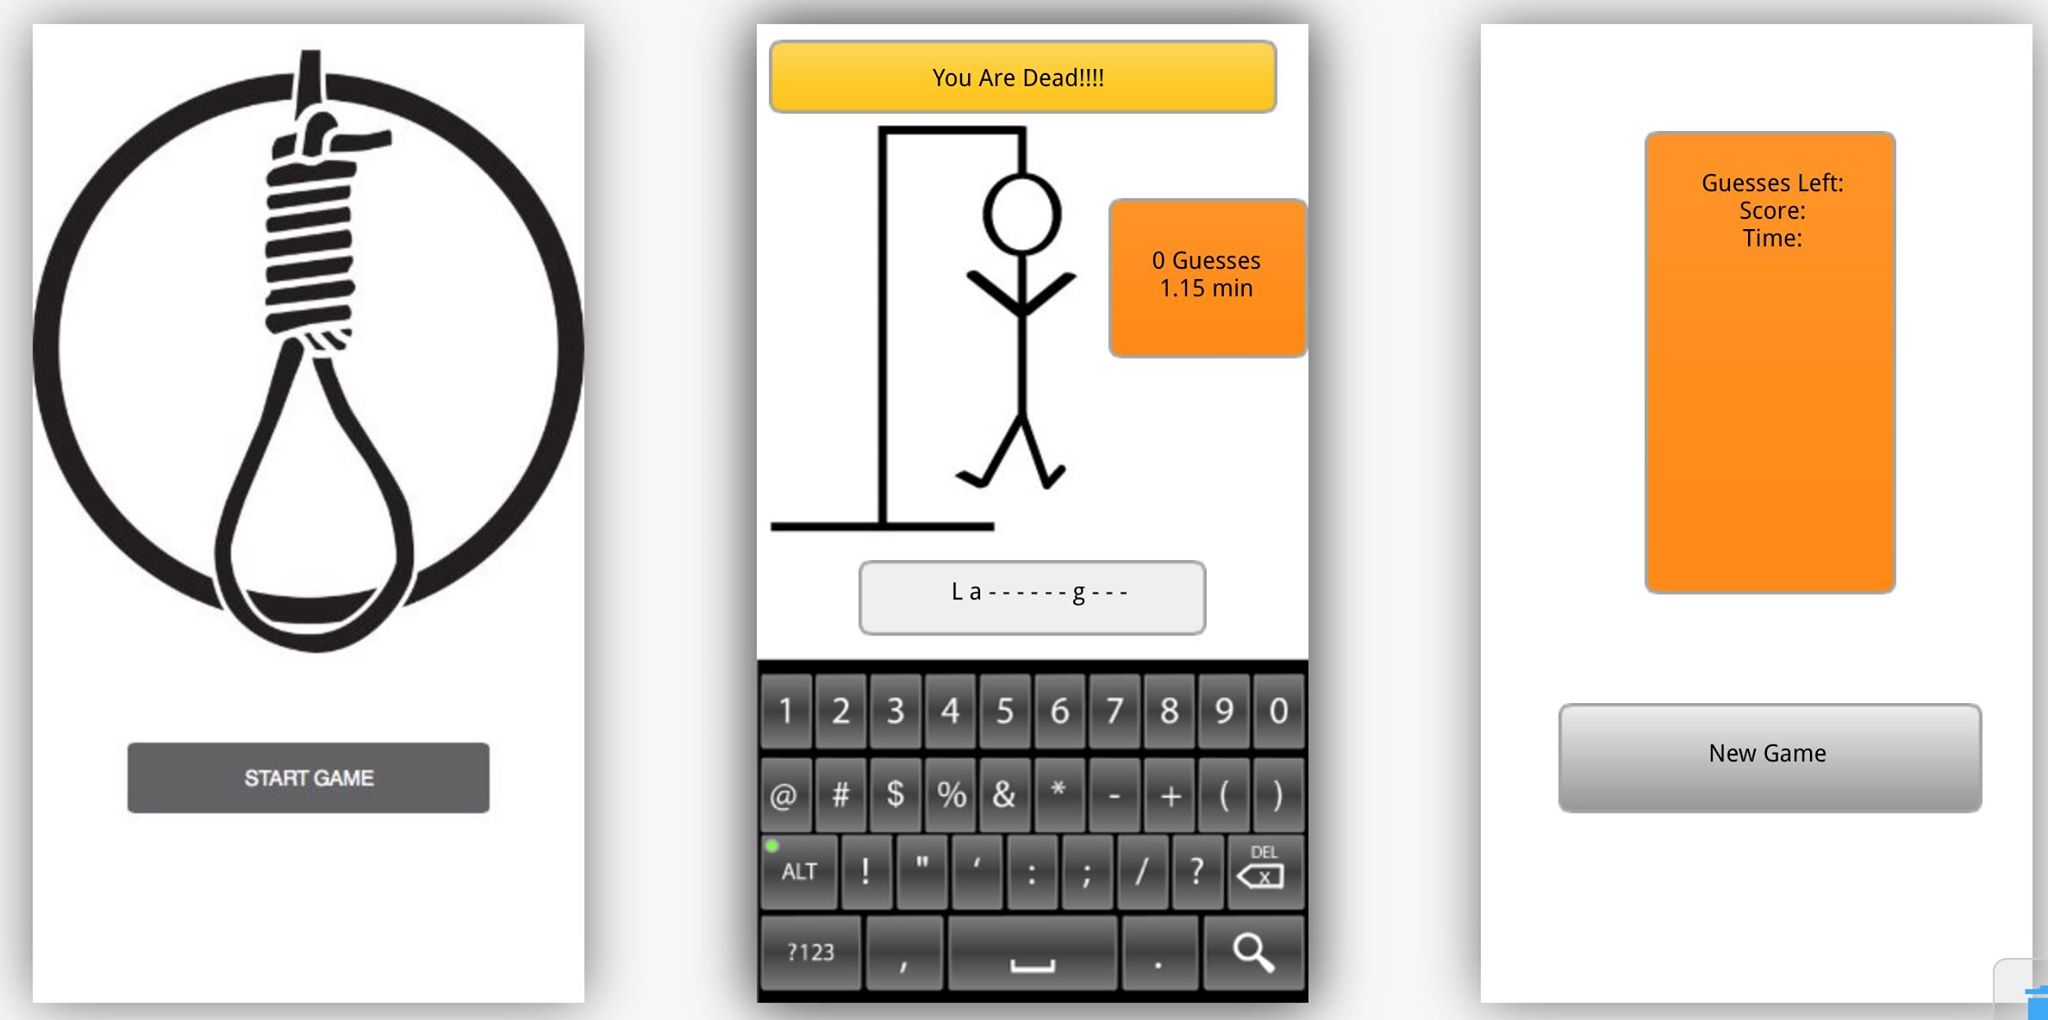 START GAME
You Are Dead!!!!
0 Guesses
1.15 min
L a - - - - - - g - - -
1 2 3 4 5 6 7 8 9 0
@ # $ % & * - + ( )
DEL
ALT ! " ‘ : ; / ? X
?123 , .
Guesses Left:
Score:
Time:
New Game